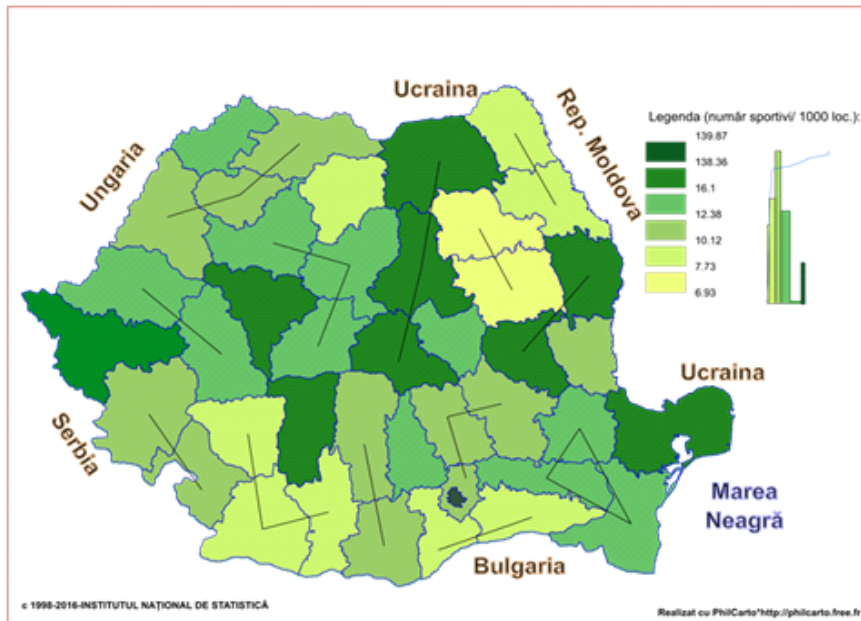 Ucraina
Rep. Moldova
Ungaria
Legenda (număr sportivi/ 1000 loc.):
139.87
138.36
16.1
12.38
10.12
7.73
6.93
Ucraina
Serbia
Marea
Neagră
Bulgaria
c 1998-2016-INSTITUTUL NAȚIONAL DE STATISTICĂ
Realizat cu PhilCarto*http://philcarto.free.fr